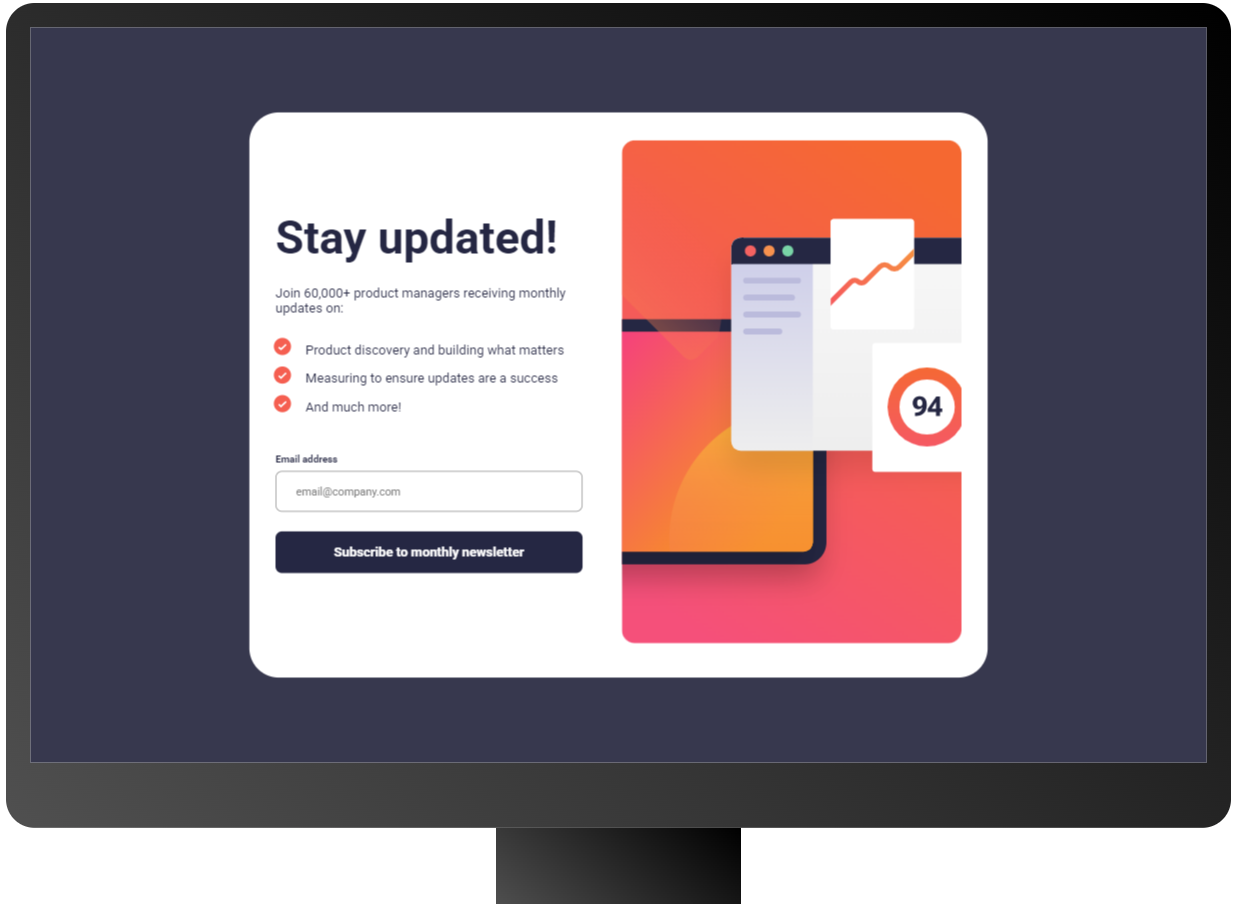 Stay updated!
Join 60,000+ product managers receiving monthly
updates on:
Product discovery and building what matters
Measuring to ensure updates are a success
And much more!
Email address
email@company.com
Subscribe to monthly newsletter
94